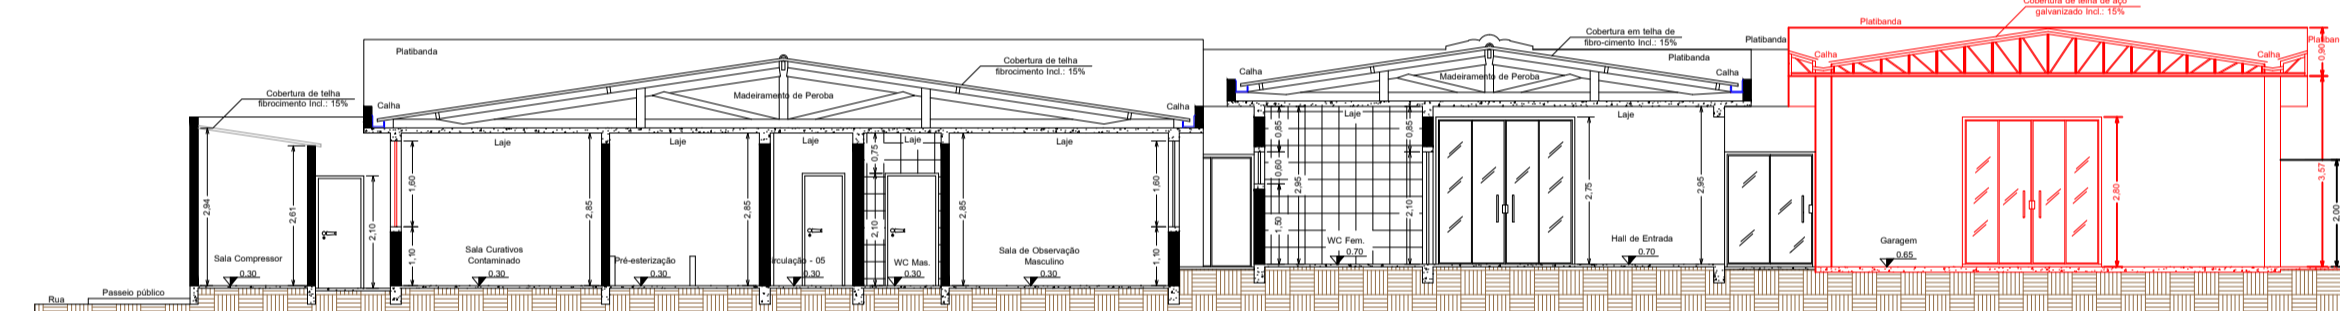 Rua
Passeio público
Cobertura de telha
fibrocimento Incl.: 15%
2,94
2,61
Sala Compressor
0.30
2,10
Platibanda
Calha
Cobertura de telha
fibrocimento Incl.: 15%
Madeiramento de Peroba
Calha
Laje
1,60
1,10
Sala Curativos
Contaminado
0.30
2,85
Laje
Pré-esterização
0.30
2,85
Laje
irculação - 05
0.30
Laje
0,75
2,10
WC Mas.
0.30
2,85
Laje
Sala de Observação
Masculino
0.30
1,60
1,10
Calha
Cobertura em telha de
fibro-cimento Incl.: 15%
Platibanda
Madeiramento de Peroba
Calha
Laje
0,85
0,60
1,50
2,95
0,85
2,10
WC Fem.
0.70
2,75
Laje
2,95
Hall de Entrada
0.70
Platibanda
Cobertura de telha de aço
galvanizado Incl.: 15%
Platibanda
Calha
Calha
Platiban
0,90
3,57
2,80
Garagem
0.65
2,00